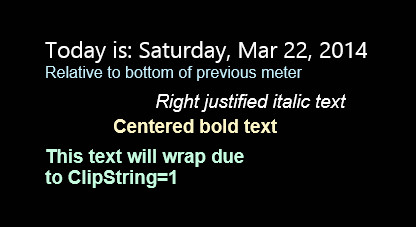 Today is: Saturday, Mar 22, 2014
Relative to bottom of previous meter
Right justified italic text
Centered bold text
This text will wrap due
to ClipString=1